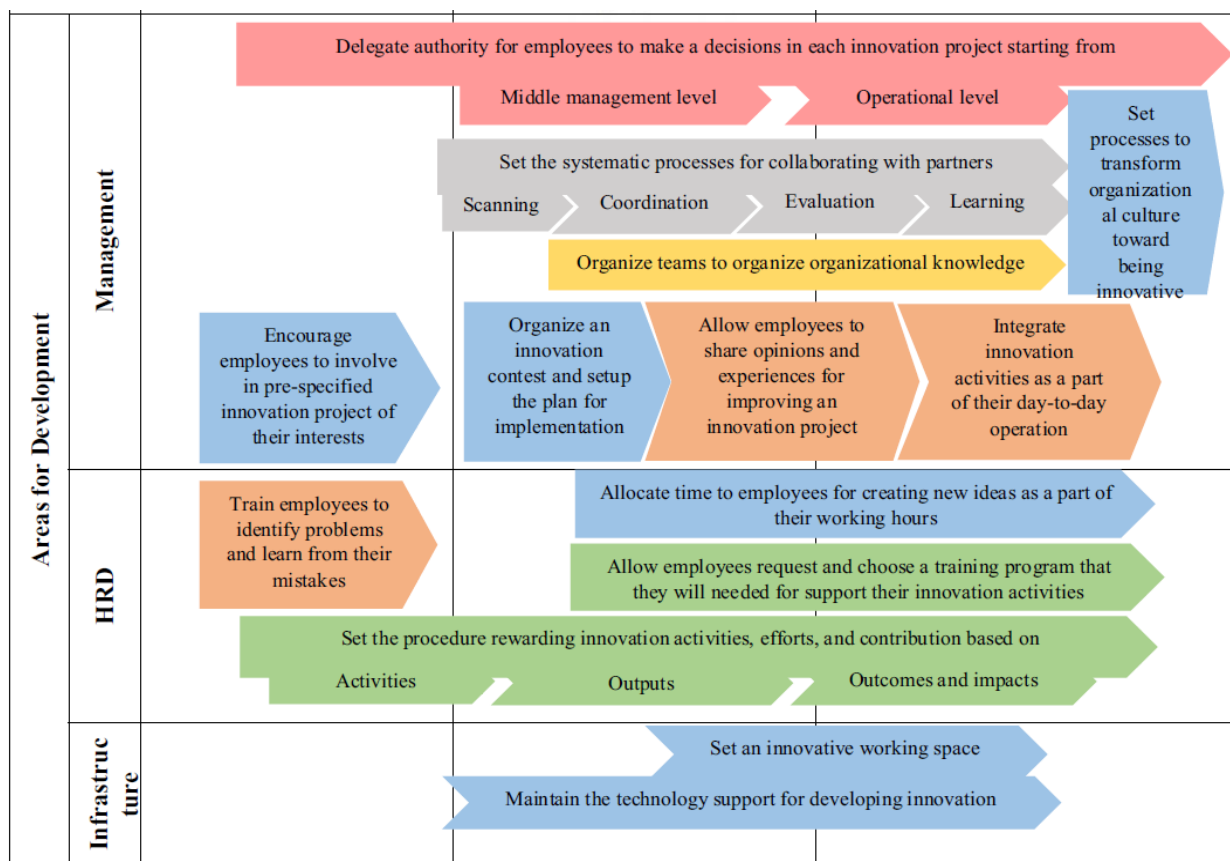 Areas for Development
Management
Delegate authority for employees to make a decisions in each innovation project starting from
Middle management level
Operational level
Set the systematic processes for collaborating with partners
Scanning
Coordination
Evaluation
Learning
Organize teams to organize organizational knowledge
Set
processes to
transform
organization
al culture
toward
being
innovative
Encourage
employees to involve
in pre-specified
innovation project of
their interests
Organize an
innovation
contest and setup
the plan for
implementation
Allow employees to
share opinions and
experiences for
improving an
innovation project
Integrate
innovation
activities as a part
of their day-to-day
operation
HRD
Train employees to
identify problems
and learn from their
mistakes
Allocate time to employees for creating new ideas as a part of
their working hours
Allow employees request and choose a training program that
they will needed for support their innovation activities
Set the procedure rewarding innovation activities, efforts, and contribution based on
Activities
Outputs
Outcomes and impacts
Infrastruc
ture
Set an innovative working space
Maintain the technology support for developing innovation